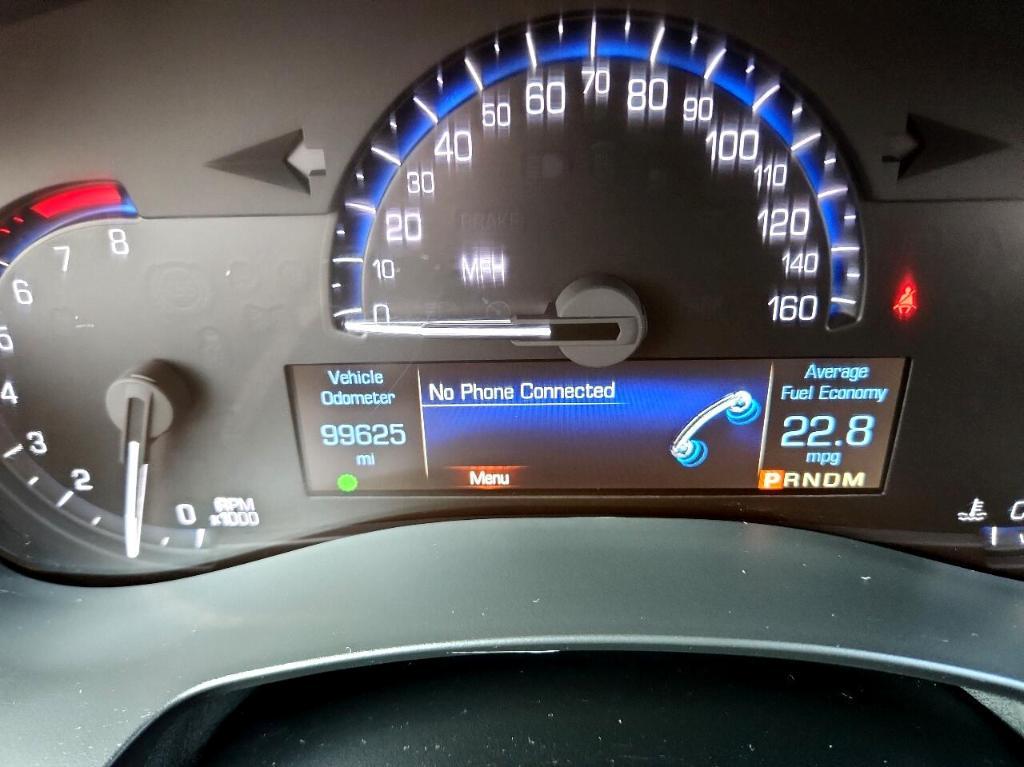 70
60
80
50
90
40
100
30
110
20
120
BRAKE
10
MPH
140
0
160
8
7
6
5
4
3
2
0
RPM
x1000
Vehicle
Odometer
99625
mi
No Phone Connected
Menu
Average
Fuel Economy
22.8
mpg
PRNDM
C